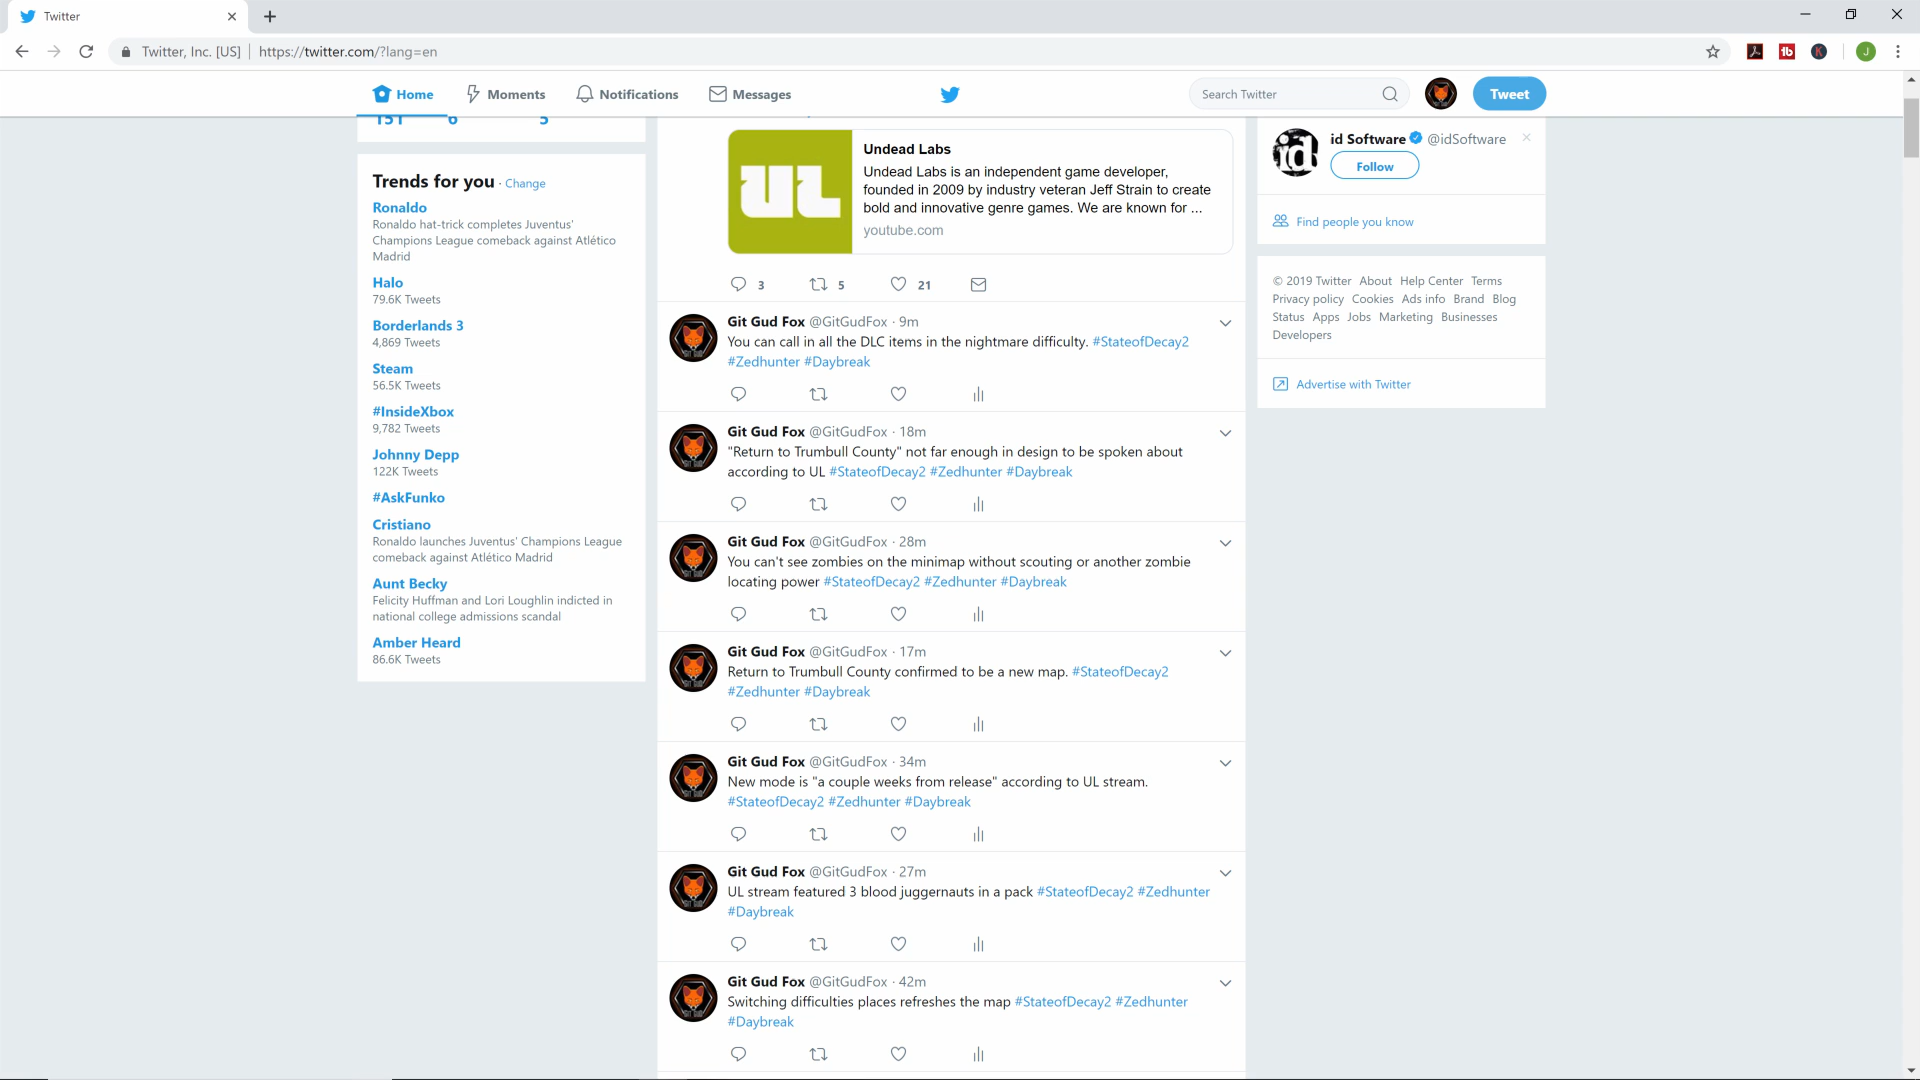 Twitter
Twitter, Inc. [US] | https://twitter.com/?lang=en
Home Moments Notifications Messages Search Twitter Tweet
151 6 5
Trends for you · Change
Ronaldo
Ronaldo hat-trick completes Juventus'
Champions League comeback against Atlético
Madrid
Halo
79.6K Tweets
Borderlands 3
4,869 Tweets
Steam
56.5K Tweets
#InsideXbox
9,782 Tweets
Johnny Depp
122K Tweets
#AskFunko
Cristiano
Ronaldo launches Juventus' Champions League
comeback against Atlético Madrid
Aunt Becky
Felicity Huffman and Lori Loughlin indicted in
national college admissions scandal
Amber Heard
86.6K Tweets
UL
Undead Labs
Undead Labs is an independent game developer,
founded in 2009 by industry veteran Jeff Strain to create
bold and innovative genre games. We are known for ...
youtube.com
3 5 21
Git Gud Fox @GitGudFox · 9m
You can call in all the DLC items in the nightmare difficulty. #StateofDecay2
#Zedhunter #Daybreak
Git Gud Fox @GitGudFox · 18m
"Return to Trumbull County" not far enough in design to be spoken about
according to UL #StateofDecay2 #Zedhunter #Daybreak
Git Gud Fox @GitGudFox · 28m
You can't see zombies on the minimap without scouting or another zombie
locating power #StateofDecay2 #Zedhunter #Daybreak
Git Gud Fox @GitGudFox · 17m
Return to Trumbull County confirmed to be a new map. #StateofDecay2
#Zedhunter #Daybreak
Git Gud Fox @GitGudFox · 34m
New mode is "a couple weeks from release" according to UL stream.
#StateofDecay2 #Zedhunter #Daybreak
Git Gud Fox @GitGudFox · 27m
UL stream featured 3 blood juggernauts in a pack #StateofDecay2 #Zedhunter
#Daybreak
Git Gud Fox @GitGudFox · 42m
Switching difficulties places refreshes the map #StateofDecay2 #Zedhunter
#Daybreak
id
id Software @idSoftware
Follow
Find people you know
© 2019 Twitter About Help Center Terms
Privacy policy Cookies Ads info Brand Blog
Status Apps Jobs Marketing Businesses
Developers
Advertise with Twitter